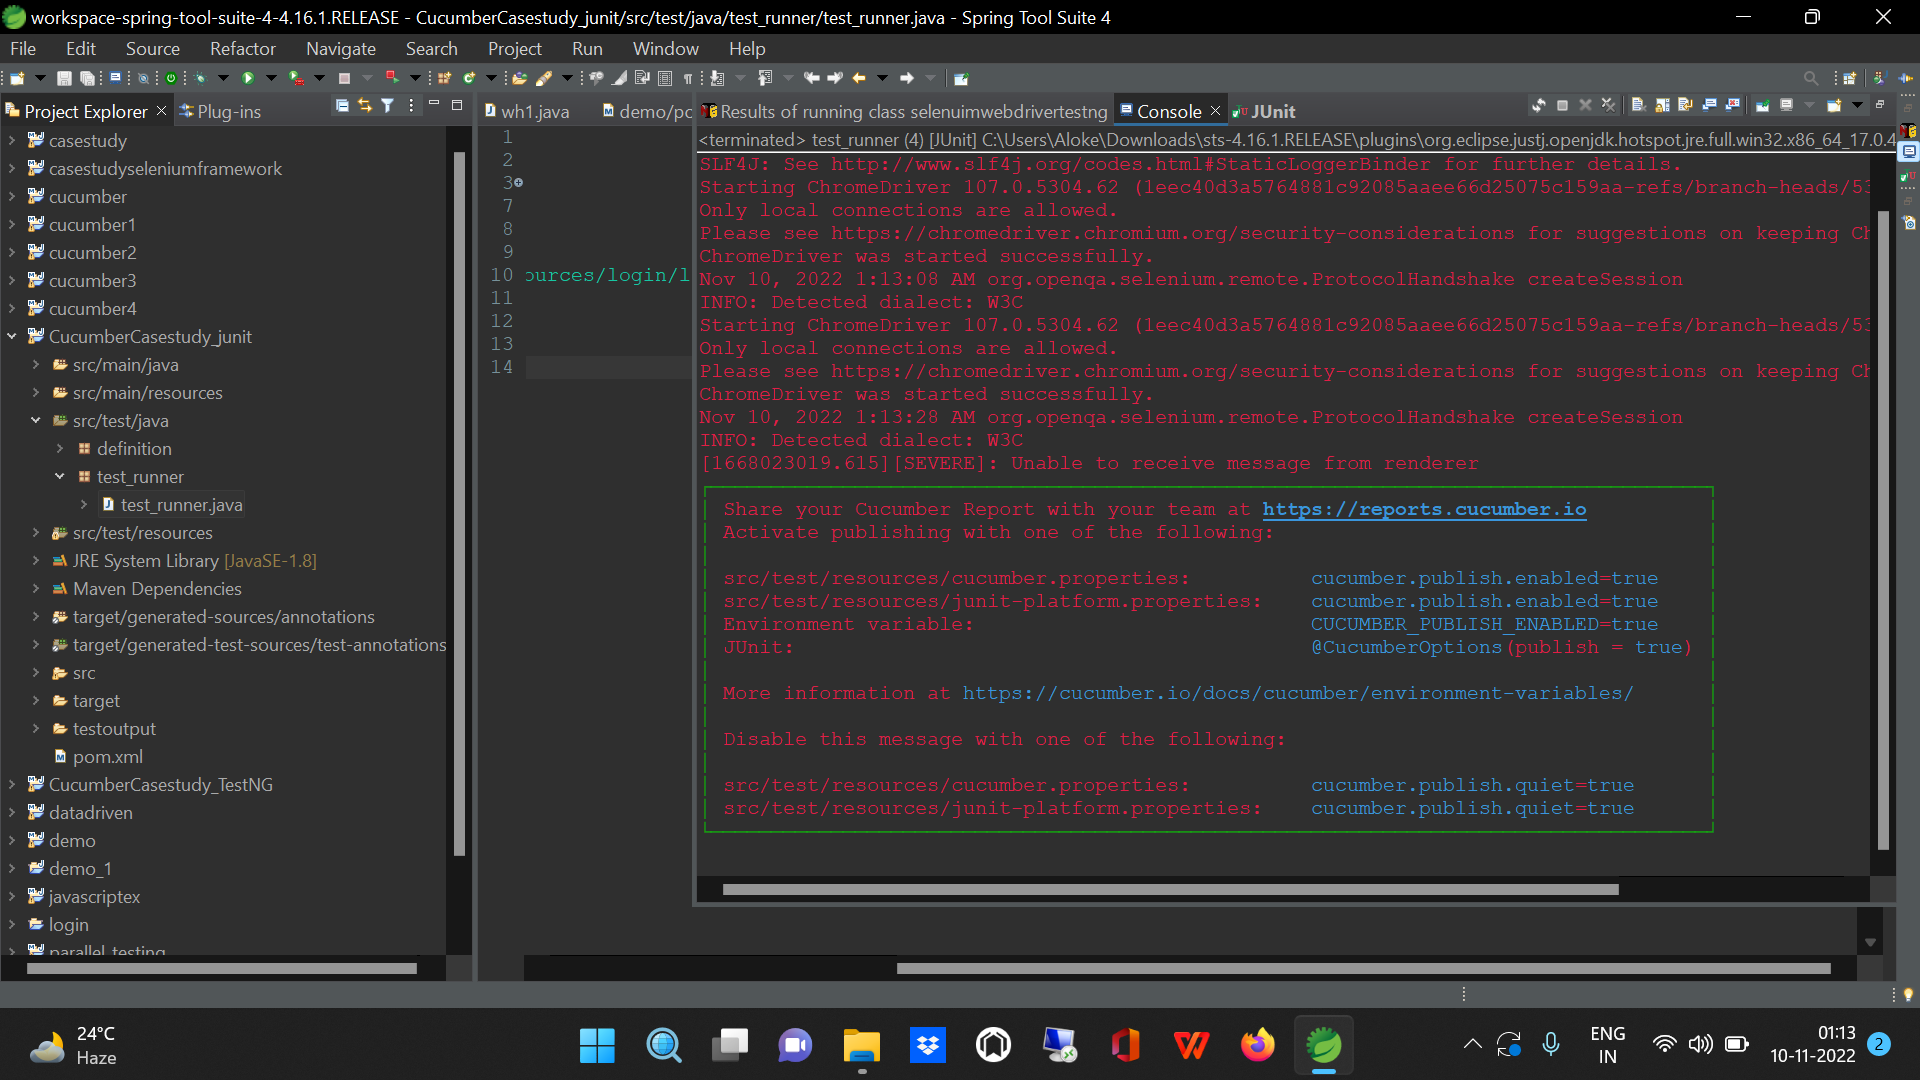 workspace-spring-tool-suite-4-4.16.1.RELEASE - CucumberCasestudy_junit/src/test/java/test_runner/test_runner.java - Spring Tool Suite 4
File Edit Source Refactor Navigate Search Project Run Window Help
Project Explorer Plug-ins
wh1.java demo/po
Results of running class selenuimwebdrivertestng Console JUnit
<terminated> test_runner (4) [JUnit] C:\Users\Aloke\Downloads\sts-4.16.1.RELEASE\plugins\org.eclipse.justj.openjdk.hotspot.jre.full.win32.x86_64_17.0.4
casestudy
casestudyseleniumframework
cucumber
cucumber1
cucumber2
cucumber3
cucumber4
CucumberCasestudy_junit
src/main/java
src/main/resources
src/test/java
definition
test_runner
test_runner.java
src/test/resources
JRE System Library [JavaSE-1.8]
Maven Dependencies
target/generated-sources/annotations
target/generated-test-sources/test-annotations
src
target
testoutput
pom.xml
CucumberCasestudy_TestNG
datadriven
demo
demo_1
javascriptex
login
parallel_testing
1
2
3
7
8
9
10 ources/login/l
11
12
13
14
SLF4J: See http://www.slf4j.org/codes.html#StaticLoggerBinder for further details.
Starting ChromeDriver 107.0.5304.62 (1eec40d3a5764881c92085aaee66d25075c159aa-refs/branch-heads/53
Only local connections are allowed.
Please see https://chromedriver.chromium.org/security-considerations for suggestions on keeping Ch
ChromeDriver was started successfully.
Nov 10, 2022 1:13:08 AM org.openqa.selenium.remote.ProtocolHandshake createSession
INFO: Detected dialect: W3C
Starting ChromeDriver 107.0.5304.62 (1eec40d3a5764881c92085aaee66d25075c159aa-refs/branch-heads/53
Only local connections are allowed.
Please see https://chromedriver.chromium.org/security-considerations for suggestions on keeping Ch
ChromeDriver was started successfully.
Nov 10, 2022 1:13:28 AM org.openqa.selenium.remote.ProtocolHandshake createSession
INFO: Detected dialect: W3C
[1668023019.615][SEVERE]: Unable to receive message from renderer
Share your Cucumber Report with your team at https://reports.cucumber.io
Activate publishing with one of the following:
src/test/resources/cucumber.properties: cucumber.publish.enabled=true
src/test/resources/junit-platform.properties: cucumber.publish.enabled=true
Environment variable: CUCUMBER_PUBLISH_ENABLED=true
JUnit: @CucumberOptions(publish = true)
More information at https://cucumber.io/docs/cucumber/environment-variables/
Disable this message with one of the following:
src/test/resources/cucumber.properties: cucumber.publish.quiet=true
src/test/resources/junit-platform.properties: cucumber.publish.quiet=true
24°C
Haze
ENG
IN
01:13
10-11-2022
2